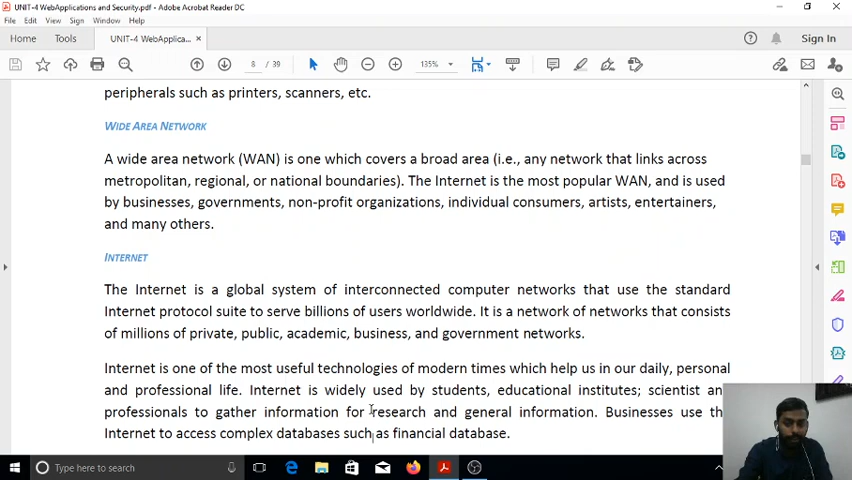 UNIT-4 WebApplications and Security.pdf - Adobe Acrobat Reader DC
File Edit View Sign Window Help
Home Tools UNIT-4 WebApplica... × Sign In
8 / 39 135%
peripherals such as printers, scanners, etc.
WIDE AREA NETWORK
A wide area network (WAN) is one which covers a broad area (i.e., any network that links across
metropolitan, regional, or national boundaries). The Internet is the most popular WAN, and is used
by businesses, governments, non-profit organizations, individual consumers, artists, entertainers,
and many others.
INTERNET
The Internet is a global system of interconnected computer networks that use the standard
Internet protocol suite to serve billions of users worldwide. It is a network of networks that consists
of millions of private, public, academic, business, and government networks.
Internet is one of the most useful technologies of modern times which help us in our daily, personal
and professional life. Internet is widely used by students, educational institutes; scientist an
professionals to gather information for research and general information. Businesses use th
Internet to access complex databases such as financial database.
Type here to search